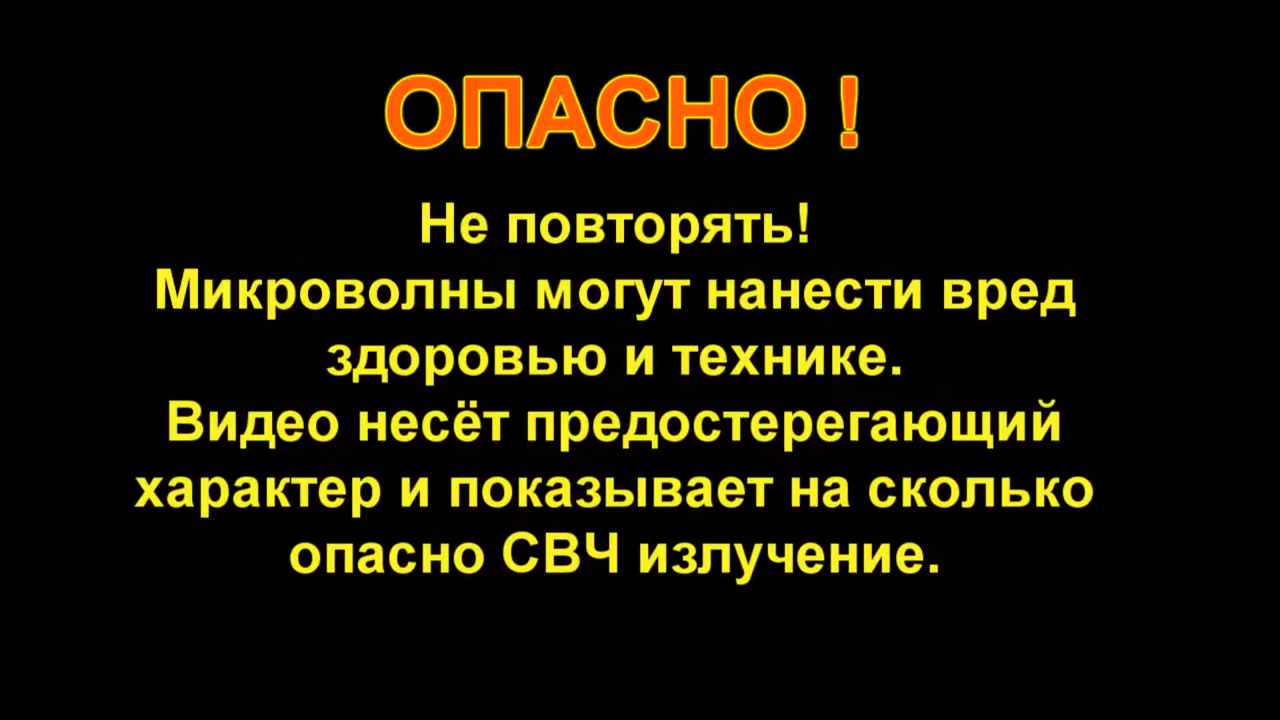 ОПАСНО !
Не повторять!
Микроволны могут нанести вред
здоровью и технике.
Видео несёт предостерегающий
характер и показывает на сколько
опасно СВЧ излучение.